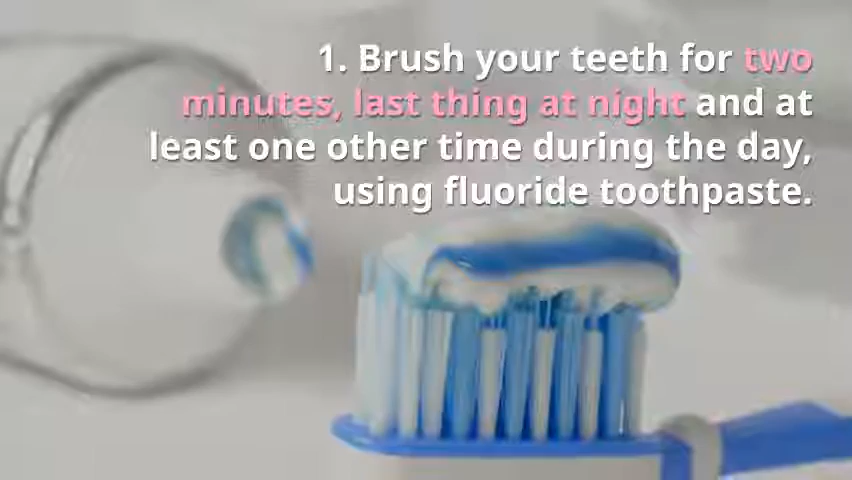 1. Brush your teeth for two
minutes, last thing at night and at
least one other time during the day,
using fluoride toothpaste.